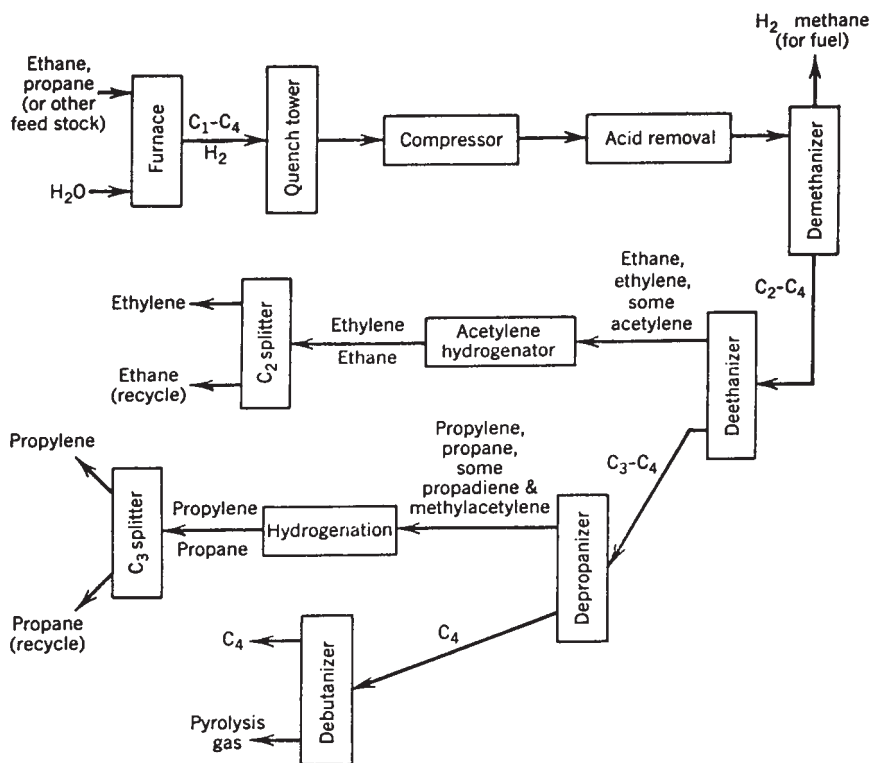 H₂ methane
(for fuel)
Ethane,
propane
(or other
feed stock)
H₂O
Furnace
C₁–C₄
H₂
Quench tower
Compressor
Acid removal
Demethanizer
C₂–C₄
Ethane,
ethylene,
some
acetylene
Deethanizer
Acetylene
hydrogenator
Ethylene
Ethane
C₂ splitter
Ethylene
Ethane
(recycle)
C₃–C₄
Depropanizer
Propylene,
propane,
some
propadiene &
methylacetylene
Hydrogenation
Propylene
Propane
C₃ splitter
Propylene
Propane
(recycle)
C₄
Debutanizer
C₄
Pyrolysis
gas